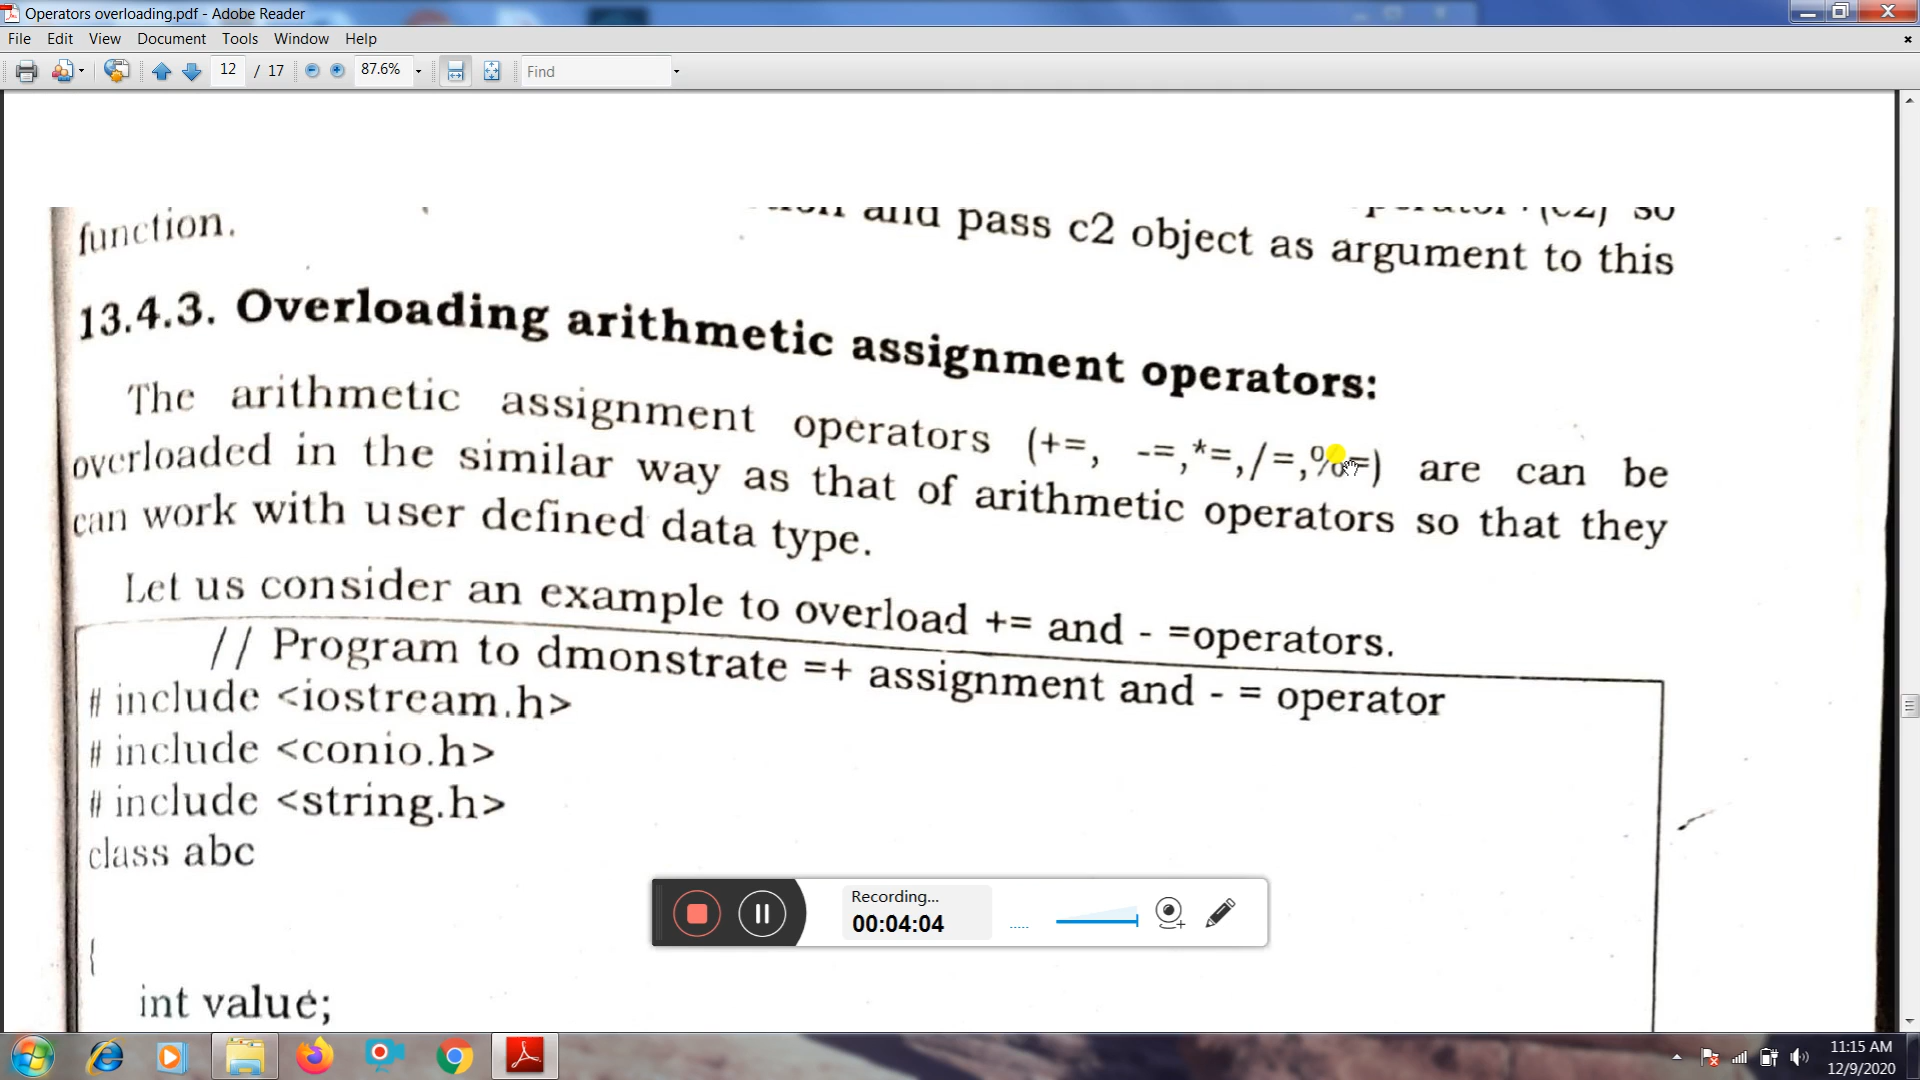 Operators overloading.pdf - Adobe Reader
File Edit View Document Tools Window Help
12 / 17 87.6% Find
and pass c2 object as argument to this
function.
13.4.3. Overloading arithmetic assignment operators:
The arithmetic assignment operators (+=, -=,*=,/=,%=) are can be
overloaded in the similar way as that of arithmetic operators so that they
can work with user defined data type.
Let us consider an example to overload += and - =operators.
// Program to dmonstrate =+ assignment and - = operator
# include <iostream.h>
# include <conio.h>
# include <string.h>
class abc
{
int value;
Recording...
00:04:04
11:15 AM
12/9/2020